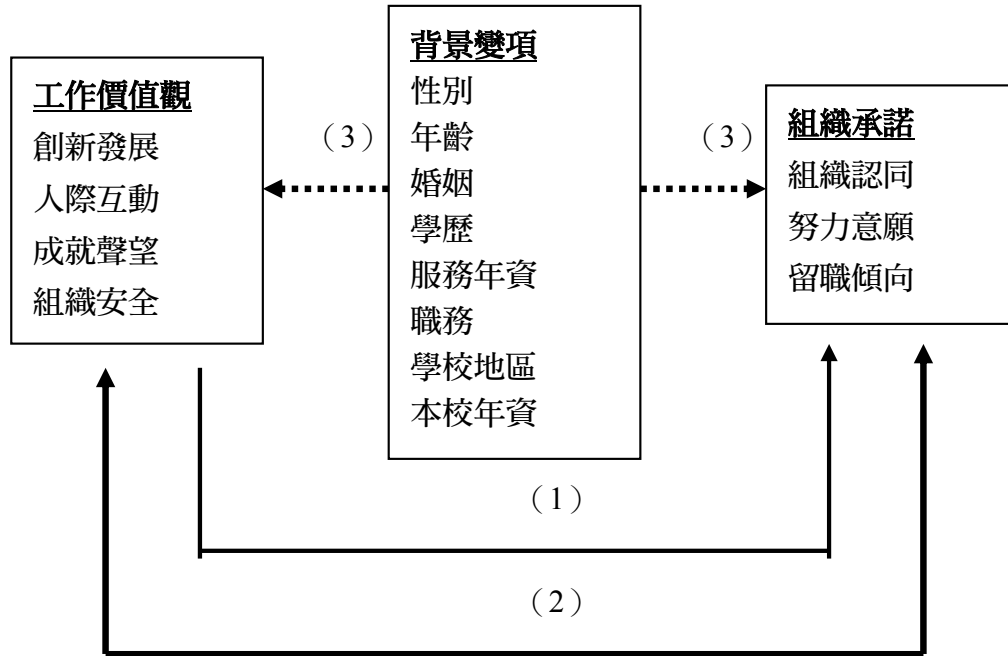 工作價值觀
創新發展
人際互動
成就聲望
組織安全
（3）
背景變項
性別
年齡
婚姻
學歷
服務年資
職務
學校地區
本校年資
（3）
組織承諾
組織認同
努力意願
留職傾向
（1）
（2）